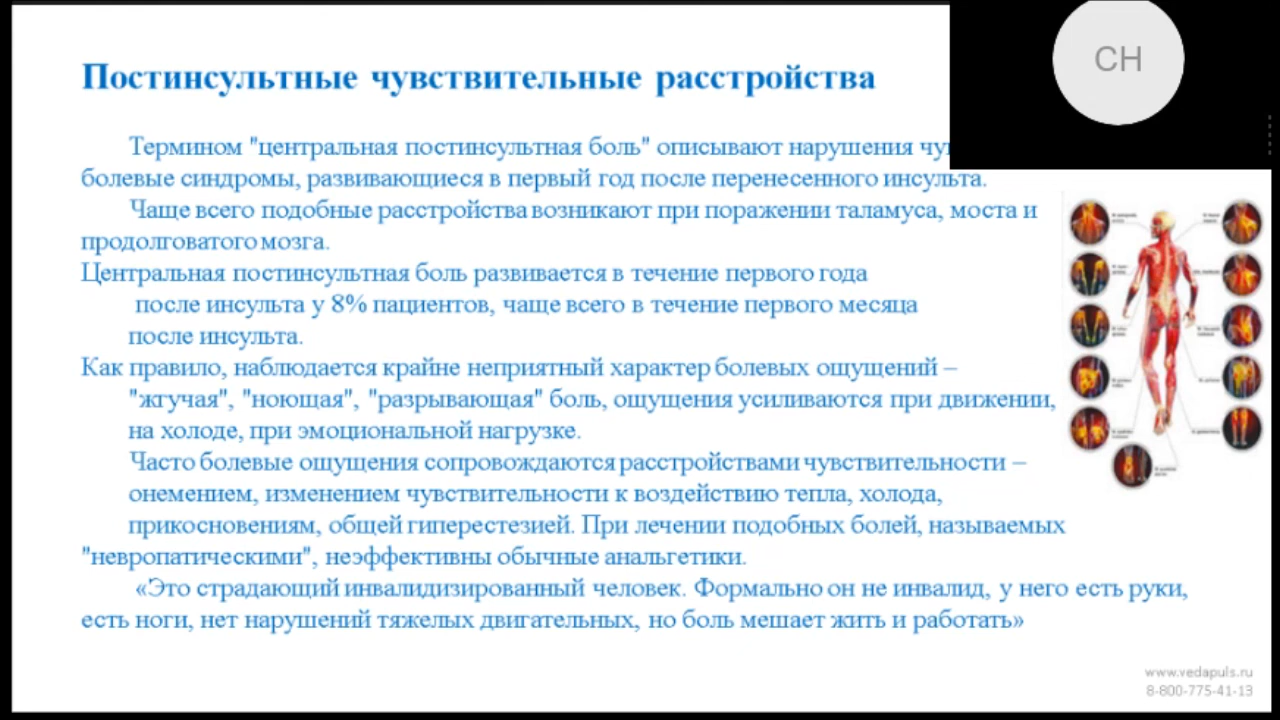 СН
Постинсультные чувствительные расстройства
Термином "центральная постинсультная боль" описывают нарушения
болевые синдромы, развивающиеся в первый год после перенесенного инсульта.
Чаще всего подобные расстройства возникают при поражении таламуса, моста и
продолговатого мозга.
Центральная постинсультная боль развивается в течение первого года
после инсульта у 8% пациентов, чаще всего в течение первого месяца
после инсульта.
Как правило, наблюдается крайне неприятный характер болевых ощущений –
"жгучая", "ноющая", "разрывающая" боль, ощущения усиливаются при движении,
на холоде, при эмоциональной нагрузке.
Часто болевые ощущения сопровождаются расстройствами чувствительности –
онемением, изменением чувствительности к воздействию тепла, холода,
прикосновениям, общей гиперестезией. При лечении подобных болей, называемых
"невропатическими", неэффективны обычные анальгетики.
«Это страдающий инвалидизированный человек. Формально он не инвалид, у него есть руки,
есть ноги, нет нарушений тяжелых двигательных, но боль мешает жить и работать»
www.vedapuls.ru
8-800-775-41-13